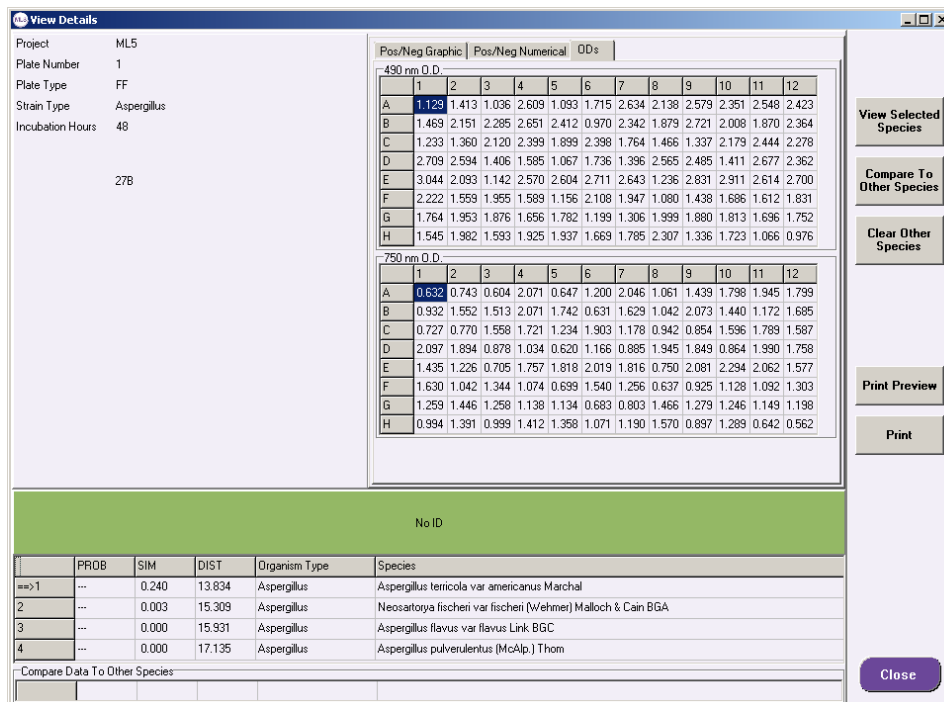 View Details
Project ML5
Plate Number 1
Plate Type FF
Strain Type Aspergillus
Incubation Hours 48
27B
Pos/Neg Graphic Pos/Neg Numerical ODs
490 nm O.D.
1 2 3 4 5 6 7 8 9 10 11 12
A 1.129 1.413 1.036 2.609 1.093 1.715 2.634 2.138 2.579 2.351 2.548 2.423
B 1.469 2.151 2.285 2.651 2.412 0.970 2.342 1.879 2.721 2.008 1.870 2.364
C 1.233 1.360 2.120 2.399 1.899 2.398 1.764 1.466 1.337 2.179 2.444 2.278
D 2.709 2.594 1.406 1.585 1.067 1.736 1.396 2.565 2.485 1.411 2.677 2.362
E 3.044 2.093 1.142 2.570 2.604 2.711 2.643 1.236 2.831 2.911 2.614 2.700
F 2.222 1.559 1.955 1.589 1.156 2.108 1.947 1.080 1.438 1.686 1.612 1.831
G 1.764 1.953 1.876 1.656 1.782 1.199 1.306 1.999 1.880 1.813 1.696 1.752
H 1.545 1.982 1.593 1.925 1.937 1.669 1.785 2.307 1.336 1.723 1.066 0.976
750 nm O.D.
1 2 3 4 5 6 7 8 9 10 11 12
A 0.632 0.743 0.604 2.071 0.647 1.200 2.046 1.061 1.439 1.798 1.945 1.799
B 0.932 1.552 1.513 2.071 1.742 0.631 1.629 1.042 2.073 1.440 1.172 1.685
C 0.727 0.770 1.558 1.721 1.234 1.903 1.178 0.942 0.854 1.596 1.789 1.587
D 2.097 1.894 0.878 1.034 0.620 1.166 0.885 1.945 1.849 0.864 1.990 1.758
E 1.435 1.226 0.705 1.757 1.818 2.019 1.816 0.750 2.081 2.294 2.062 1.577
F 1.630 1.042 1.344 1.074 0.699 1.540 1.256 0.637 0.925 1.128 1.092 1.303
G 1.259 1.446 1.258 1.138 1.134 0.683 0.803 1.466 1.279 1.246 1.149 1.198
H 0.994 1.391 0.999 1.412 1.358 1.071 1.190 1.570 0.897 1.289 0.642 0.562
View Selected
Species
Compare To
Other Species
Clear Other
Species
Print Preview
Print
No ID
PROB SIM DIST Organism Type Species
==>1 --- 0.240 13.834 Aspergillus Aspergillus terricola var americanus Marchal
2 --- 0.003 15.309 Aspergillus Neosartorya fischeri var fischeri (Wehmer) Malloch & Cain BGA
3 --- 0.000 15.931 Aspergillus Aspergillus flavus var flavus Link BGC
4 --- 0.000 17.135 Aspergillus Aspergillus pulverulentus (McAlp.) Thom
Compare Data To Other Species
Close